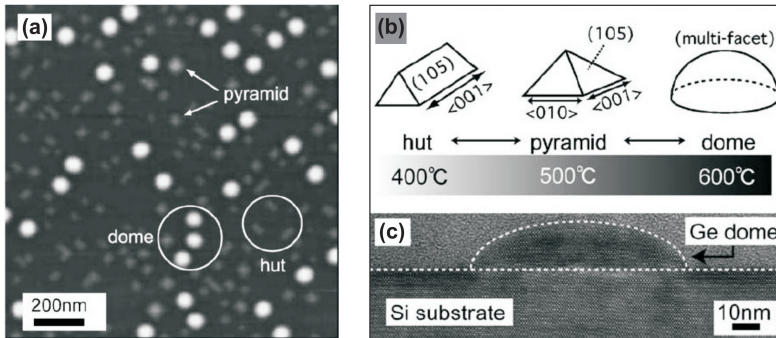 (a)
pyramid
dome
hut
200nm
(b)
(105)
<001>
(105)
<010>
<001>
(multi-facet)
hut ⟷ pyramid ⟷ dome
400℃ 500℃ 600℃
(c)
Ge dome
Si substrate
10nm